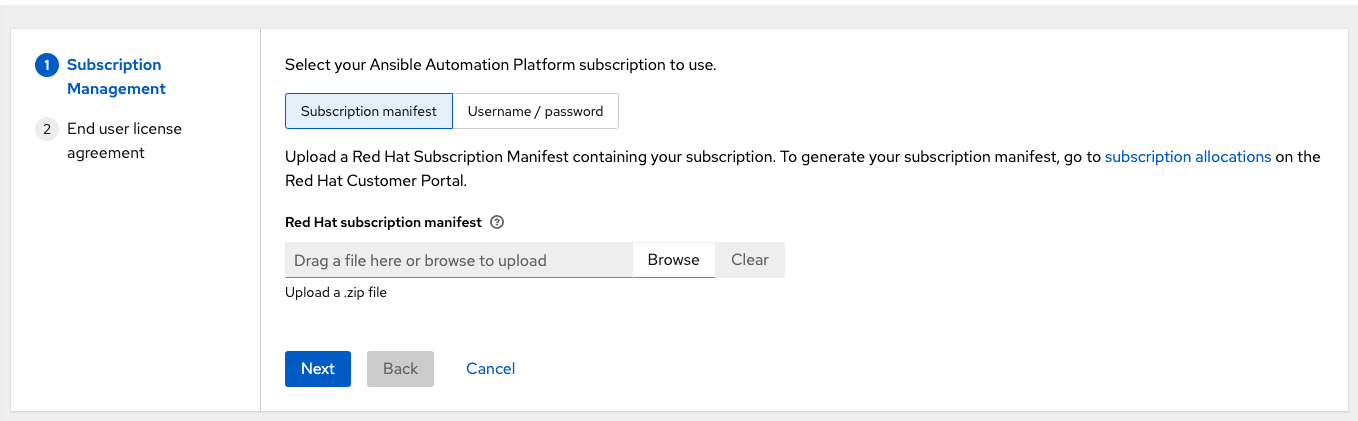 1 Subscription
Management
2 End user license
agreement
Select your Ansible Automation Platform subscription to use.
Subscription manifest Username / password
Upload a Red Hat Subscription Manifest containing your subscription. To generate your subscription manifest, go to subscription allocations on the
Red Hat Customer Portal.
Red Hat subscription manifest ?
Drag a file here or browse to upload Browse Clear
Upload a .zip file
Next Back Cancel